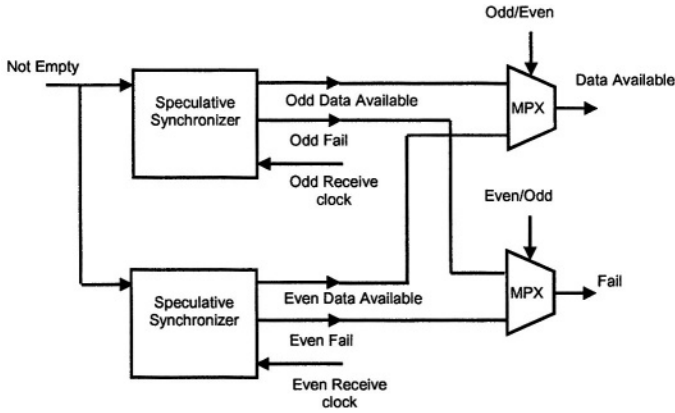 Odd/Even
Not Empty
Data Available
Speculative
Synchronizer
Odd Data Available
MPX
Odd Fail
Odd Receive
clock
Even/Odd
Speculative
Synchronizer
Even Data Available
MPX
Fail
Even Fail
Even Receive
clock